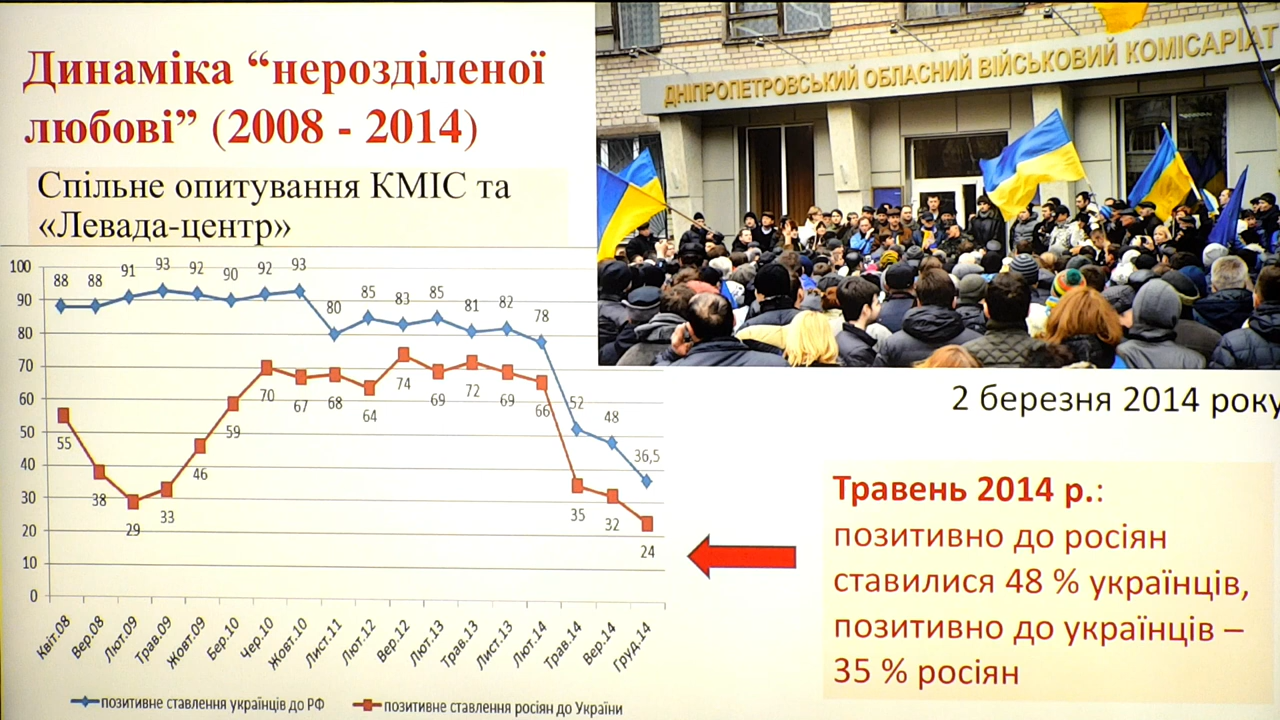 Динаміка “нерозділеної
любові” (2008 - 2014)
Спільне опитування КМІС та
«Левада-центр»
ДНІПРОПЕТРОВСЬКИЙ ОБЛАСНИЙ ВІЙСЬКОВИЙ КОМІСАРІАТ
2 березня 2014 року
100
90
80
70
60
50
40
30
20
10
0
88 88 91 93 92 90 92 93 80 85 83 85 81 82 78 52 48 36,5
55 38 29 33 46 59 70 67 68 64 74 69 72 69 66 35 32 24
Квіт.08 Вер.08 Лют.09 Трав.09 Жовт.09 Бер.10 Чер.10 Жовт.10 Лист.11 Лют.12 Вер.12 Лют.13 Трав.13 Лист.13 Лют.14 Трав.14 Вер.14 Груд.14
позитивне ставлення українців до РФ
позитивне ставлення росіян до України
Травень 2014 р.:
позитивно до росіян
ставилися 48 % українців,
позитивно до українців –
35 % росіян